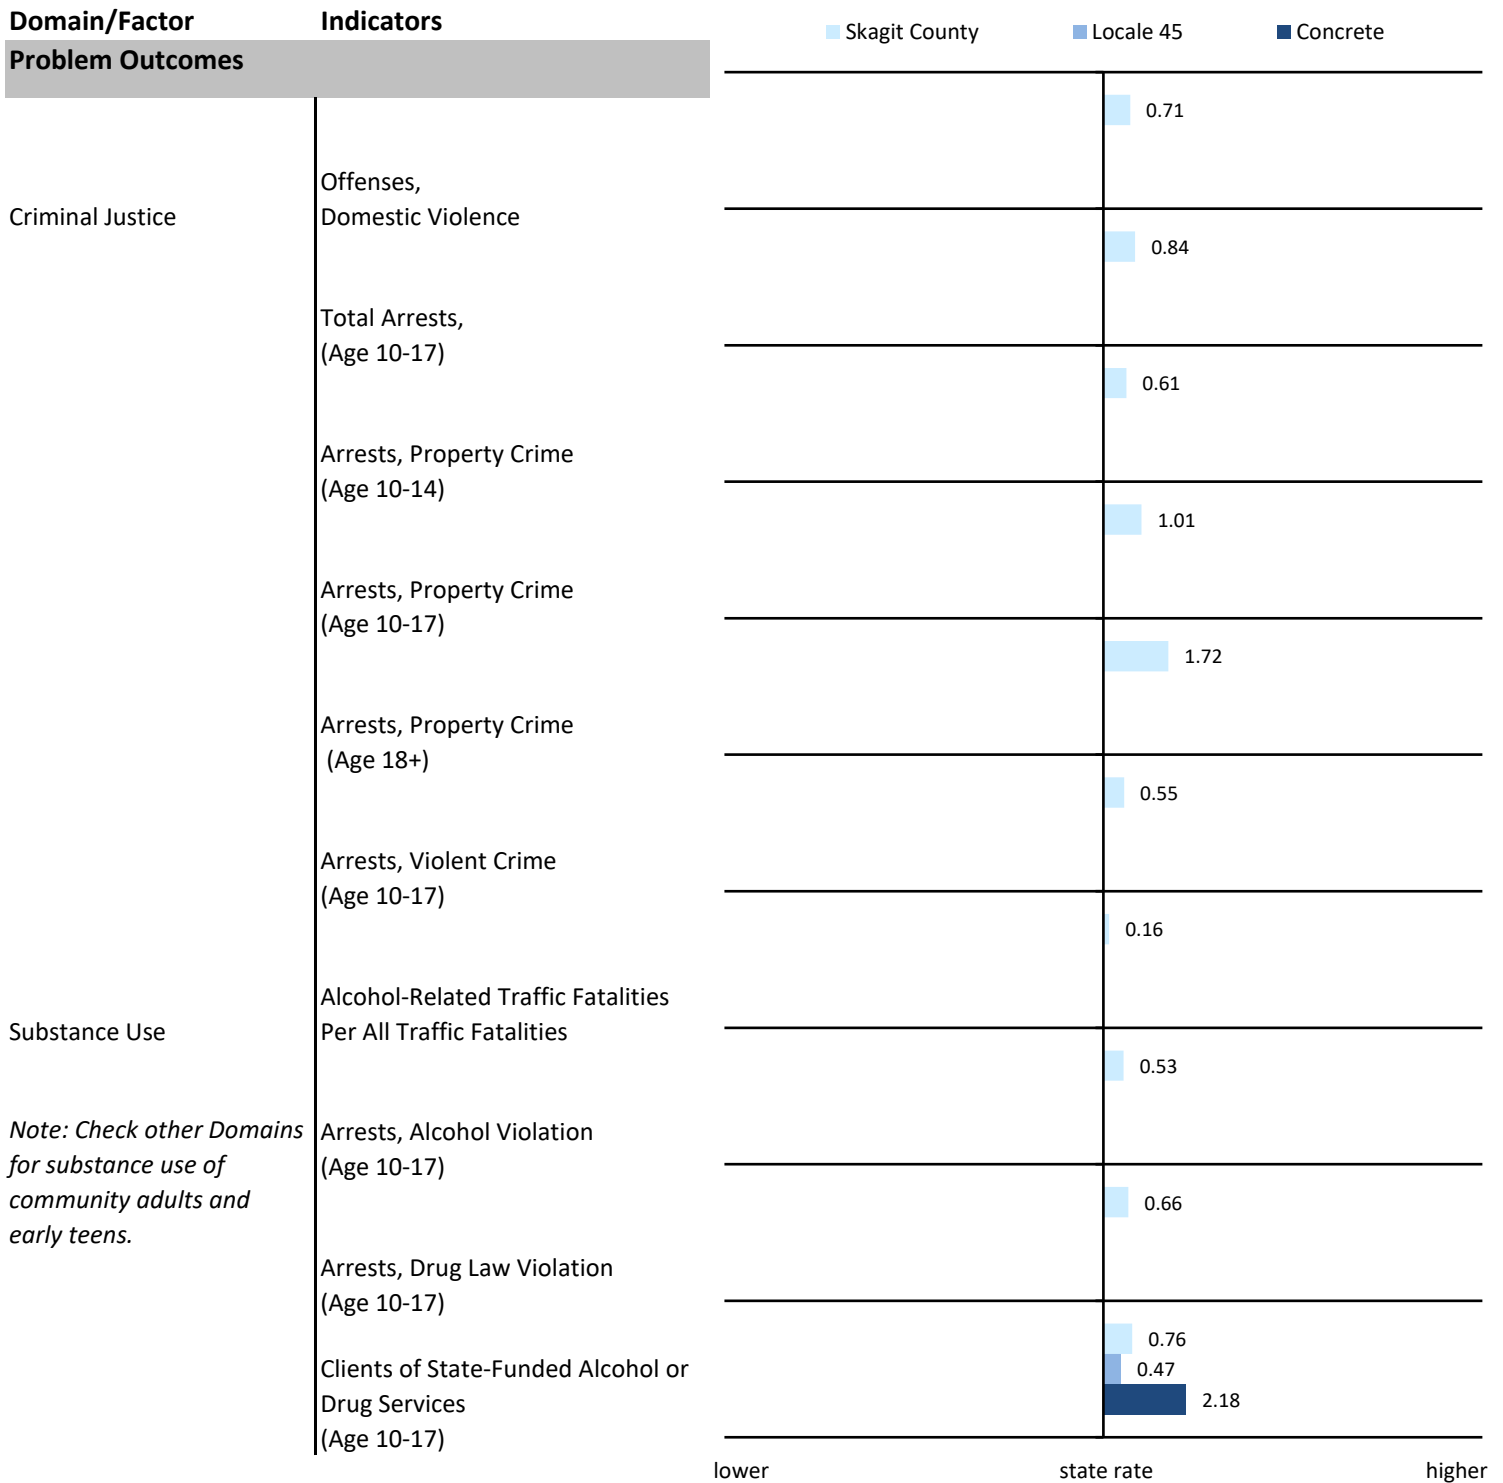 Domain/Factor Indicators
Skagit County Locale 45 Concrete
Problem Outcomes
0.71
Offenses,
Criminal Justice Domestic Violence
0.84
Total Arrests,
(Age 10-17)
0.61
Arrests, Property Crime
(Age 10-14)
1.01
Arrests, Property Crime
(Age 10-17)
1.72
Arrests, Property Crime
(Age 18+)
0.55
Arrests, Violent Crime
(Age 10-17)
0.16
Alcohol-Related Traffic Fatalities
Substance Use Per All Traffic Fatalities
0.53
Note: Check other Domains
for substance use of
community adults and
early teens.
Arrests, Alcohol Violation
(Age 10-17)
0.66
Arrests, Drug Law Violation
(Age 10-17)
0.76
0.47
2.18
Clients of State-Funded Alcohol or
Drug Services
(Age 10-17)
lower state rate higher